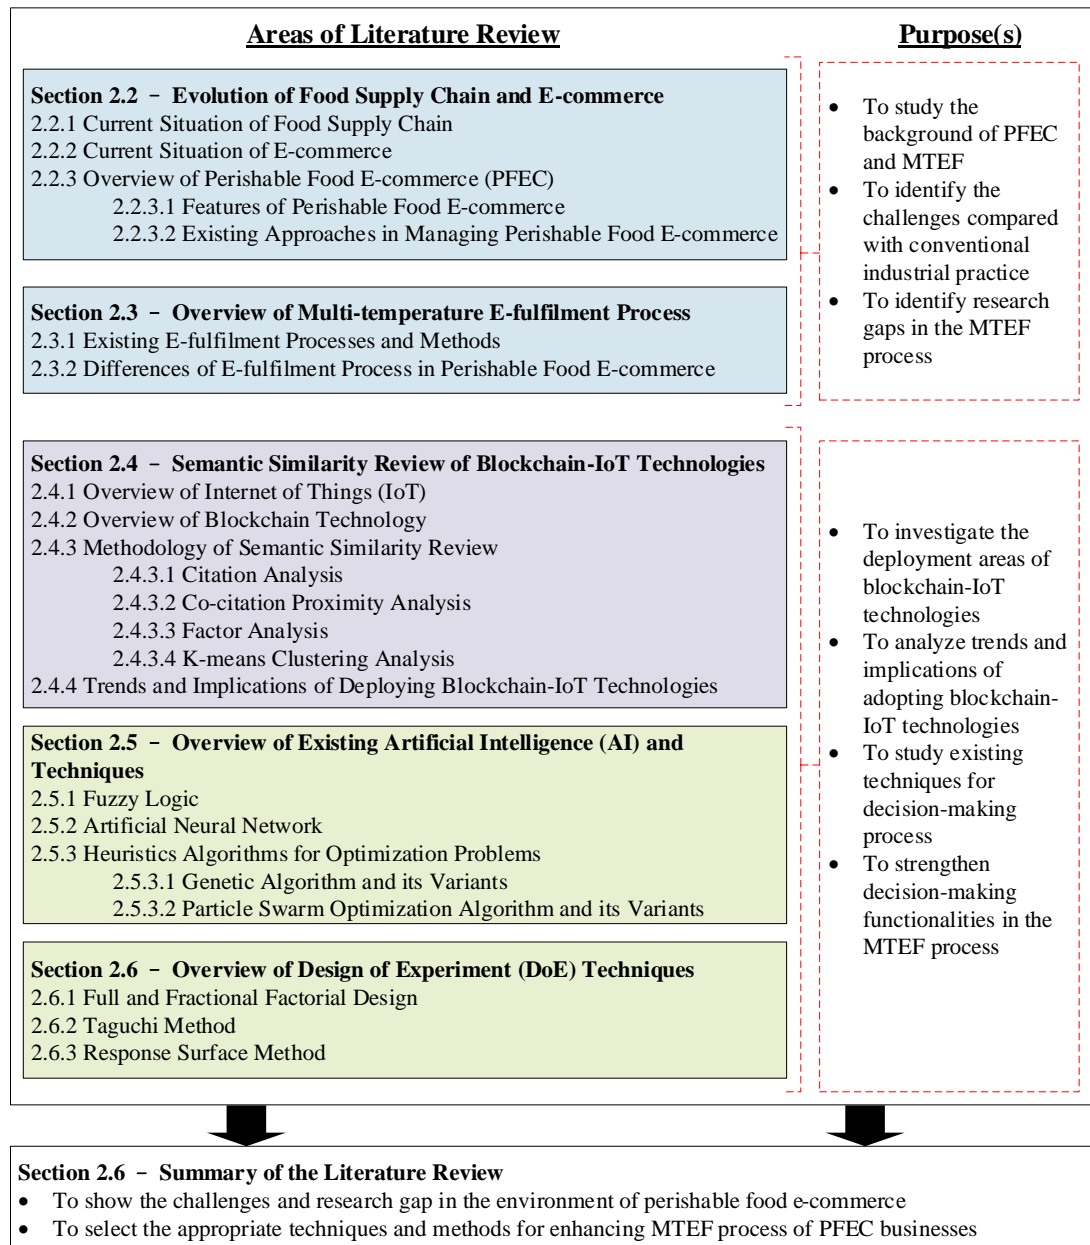 Areas of Literature Review
Section 2.2 − Evolution of Food Supply Chain and E-commerce
2.2.1 Current Situation of Food Supply Chain
2.2.2 Current Situation of E-commerce
2.2.3 Overview of Perishable Food E-commerce (PFEC)
2.2.3.1 Features of Perishable Food E-commerce
2.2.3.2 Existing Approaches in Managing Perishable Food E-commerce
Section 2.3 − Overview of Multi-temperature E-fulfilment Process
2.3.1 Existing E-fulfilment Processes and Methods
2.3.2 Differences of E-fulfilment Process in Perishable Food E-commerce
Section 2.4 − Semantic Similarity Review of Blockchain-IoT Technologies
2.4.1 Overview of Internet of Things (IoT)
2.4.2 Overview of Blockchain Technology
2.4.3 Methodology of Semantic Similarity Review
2.4.3.1 Citation Analysis
2.4.3.2 Co-citation Proximity Analysis
2.4.3.3 Factor Analysis
2.4.3.4 K-means Clustering Analysis
2.4.4 Trends and Implications of Deploying Blockchain-IoT Technologies
Section 2.5 − Overview of Existing Artificial Intelligence (AI) and
Techniques
2.5.1 Fuzzy Logic
2.5.2 Artificial Neural Network
2.5.3 Heuristics Algorithms for Optimization Problems
2.5.3.1 Genetic Algorithm and its Variants
2.5.3.2 Particle Swarm Optimization Algorithm and its Variants
Section 2.6 − Overview of Design of Experiment (DoE) Techniques
2.6.1 Full and Fractional Factorial Design
2.6.2 Taguchi Method
2.6.3 Response Surface Method
Purpose(s)
• To study the
background of PFEC
and MTEF
• To identify the
challenges compared
with conventional
industrial practice
• To identify research
gaps in the MTEF
process
• To investigate the
deployment areas of
blockchain-IoT
technologies
• To analyze trends and
implications of
adopting blockchain-
IoT technologies
• To study existing
techniques for
decision-making
process
• To strengthen
decision-making
functionalities in the
MTEF process
Section 2.6 − Summary of the Literature Review
• To show the challenges and research gap in the environment of perishable food e-commerce
• To select the appropriate techniques and methods for enhancing MTEF process of PFEC businesses